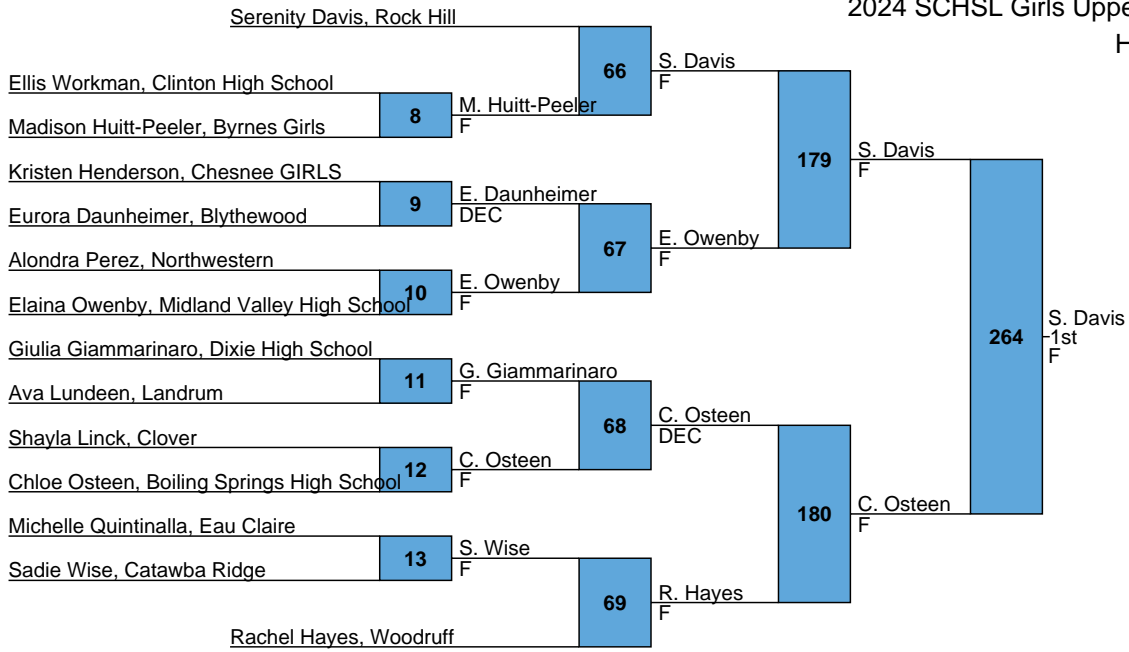 2024 SCHSL Girls Uppe
H
Serenity Davis, Rock Hill
66
S. Davis
F
Ellis Workman, Clinton High School
8
M. Huitt-Peeler
F
Madison Huitt-Peeler, Byrnes Girls
179
S. Davis
F
Kristen Henderson, Chesnee GIRLS
9
E. Daunheimer
DEC
Eurora Daunheimer, Blythewood
67
E. Owenby
F
Alondra Perez, Northwestern
10
E. Owenby
F
Elaina Owenby, Midland Valley High School
264
S. Davis
1st
F
Giulia Giammarinaro, Dixie High School
11
G. Giammarinaro
F
Ava Lundeen, Landrum
68
C. Osteen
DEC
Shayla Linck, Clover
12
C. Osteen
F
Chloe Osteen, Boiling Springs High School
180
C. Osteen
F
Michelle Quintinalla, Eau Claire
13
S. Wise
F
Sadie Wise, Catawba Ridge
69
R. Hayes
F
Rachel Hayes, Woodruff